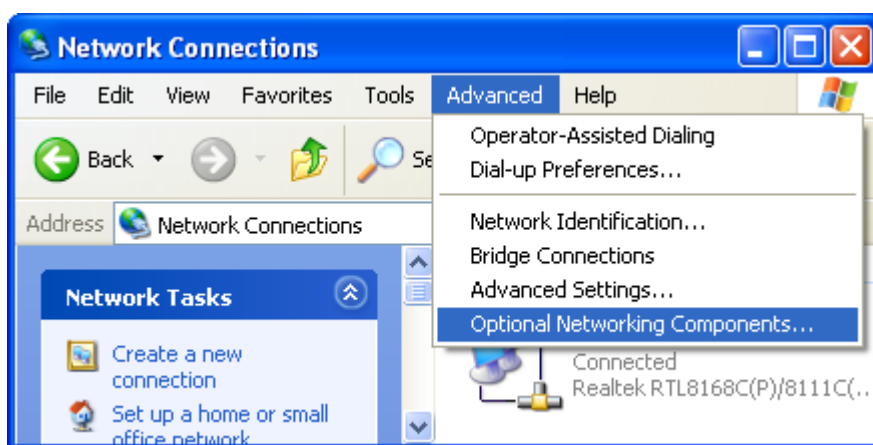 Network Connections
File Edit View Favorites Tools Advanced Help
Back
Operator-Assisted Dialing
Dial-up Preferences...
Address Network Connections
Network Identification...
Bridge Connections
Advanced Settings...
Optional Networking Components...
Network Tasks
Create a new
connection
Set up a home or small
office network
Connected
Realtek RTL8168C(P)/8111C(..